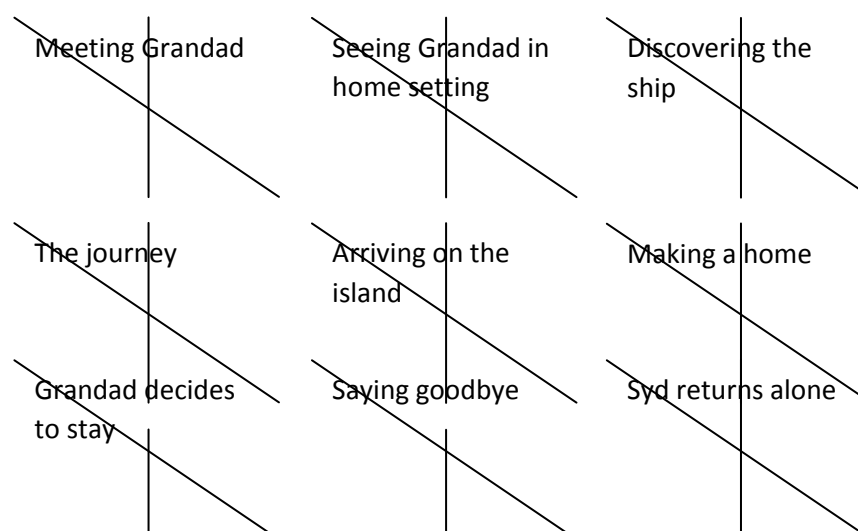 Meeting Grandad
Seeing Grandad in
home setting
Discovering the
ship
The journey
Arriving on the
island
Making a home
Grandad decides
to stay
Saying goodbye
Syd returns alone